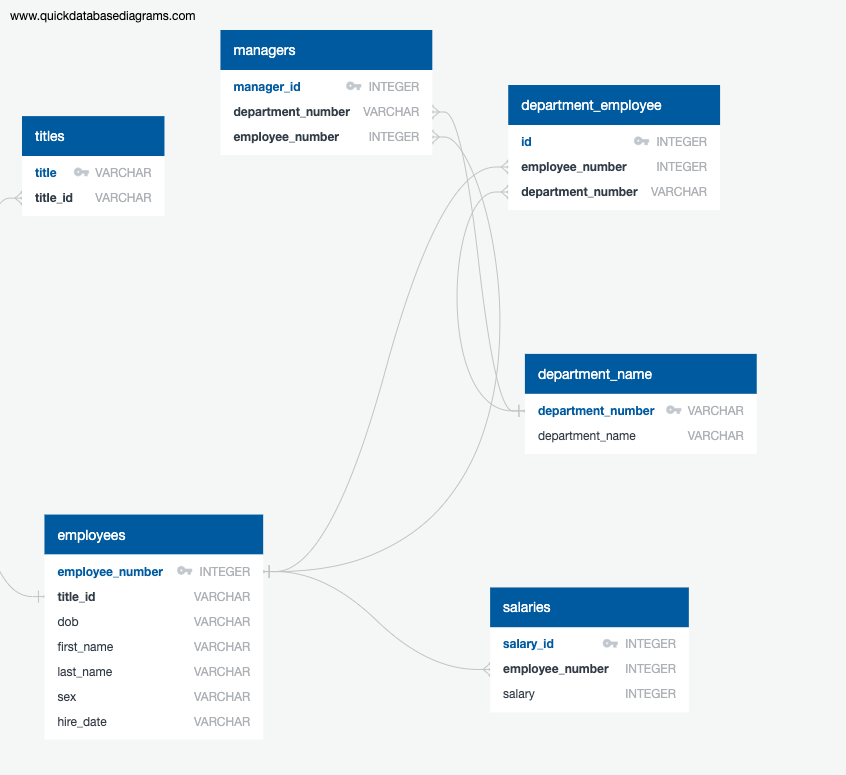 www.quickdatabasediagrams.com
managers
manager_id INTEGER
department_number VARCHAR
employee_number INTEGER
department_employee
id INTEGER
employee_number INTEGER
department_number VARCHAR
titles
title VARCHAR
title_id VARCHAR
department_name
department_number VARCHAR
department_name VARCHAR
employees
employee_number INTEGER
title_id VARCHAR
dob VARCHAR
first_name VARCHAR
last_name VARCHAR
sex VARCHAR
hire_date VARCHAR
salaries
salary_id INTEGER
employee_number INTEGER
salary INTEGER